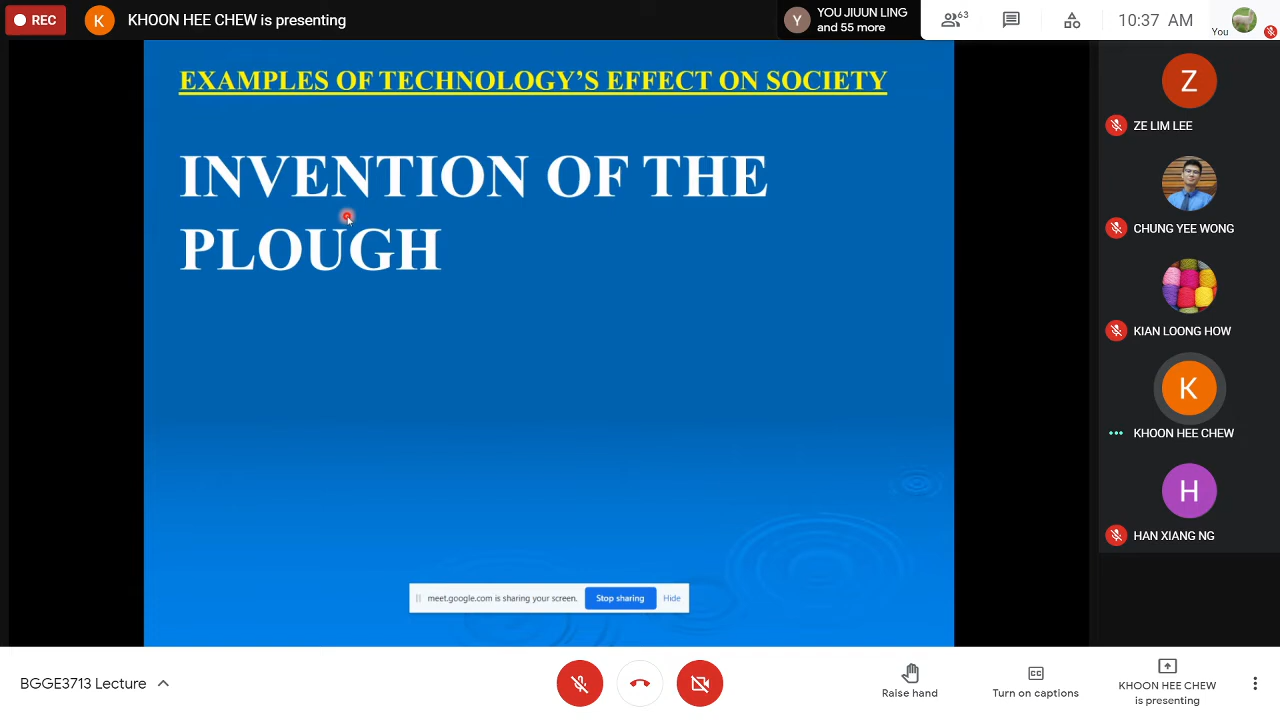 REC
K
KHOON HEE CHEW is presenting
Y
YOU JIUUN LING
and 55 more
63
10:37 AM
You
EXAMPLES OF TECHNOLOGY'S EFFECT ON SOCIETY
INVENTION OF THE
PLOUGH
Z
ZE LIM LEE
CHUNG YEE WONG
KIAN LOONG HOW
K
KHOON HEE CHEW
H
HAN XIANG NG
meet.google.com is sharing your screen.
Stop sharing
Hide
BGGE3713 Lecture
Raise hand
CC
Turn on captions
KHOON HEE CHEW
is presenting